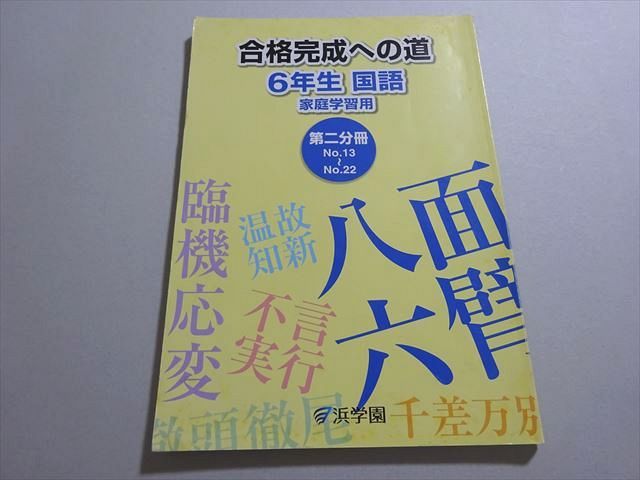 合格完成への道
6年生 国語
家庭学習用
第二分冊
No.13
~
No.22
臨機応変
温故
知新
八面
六臂
不言
実行
徹頭徹尾
千差万別
浜学園